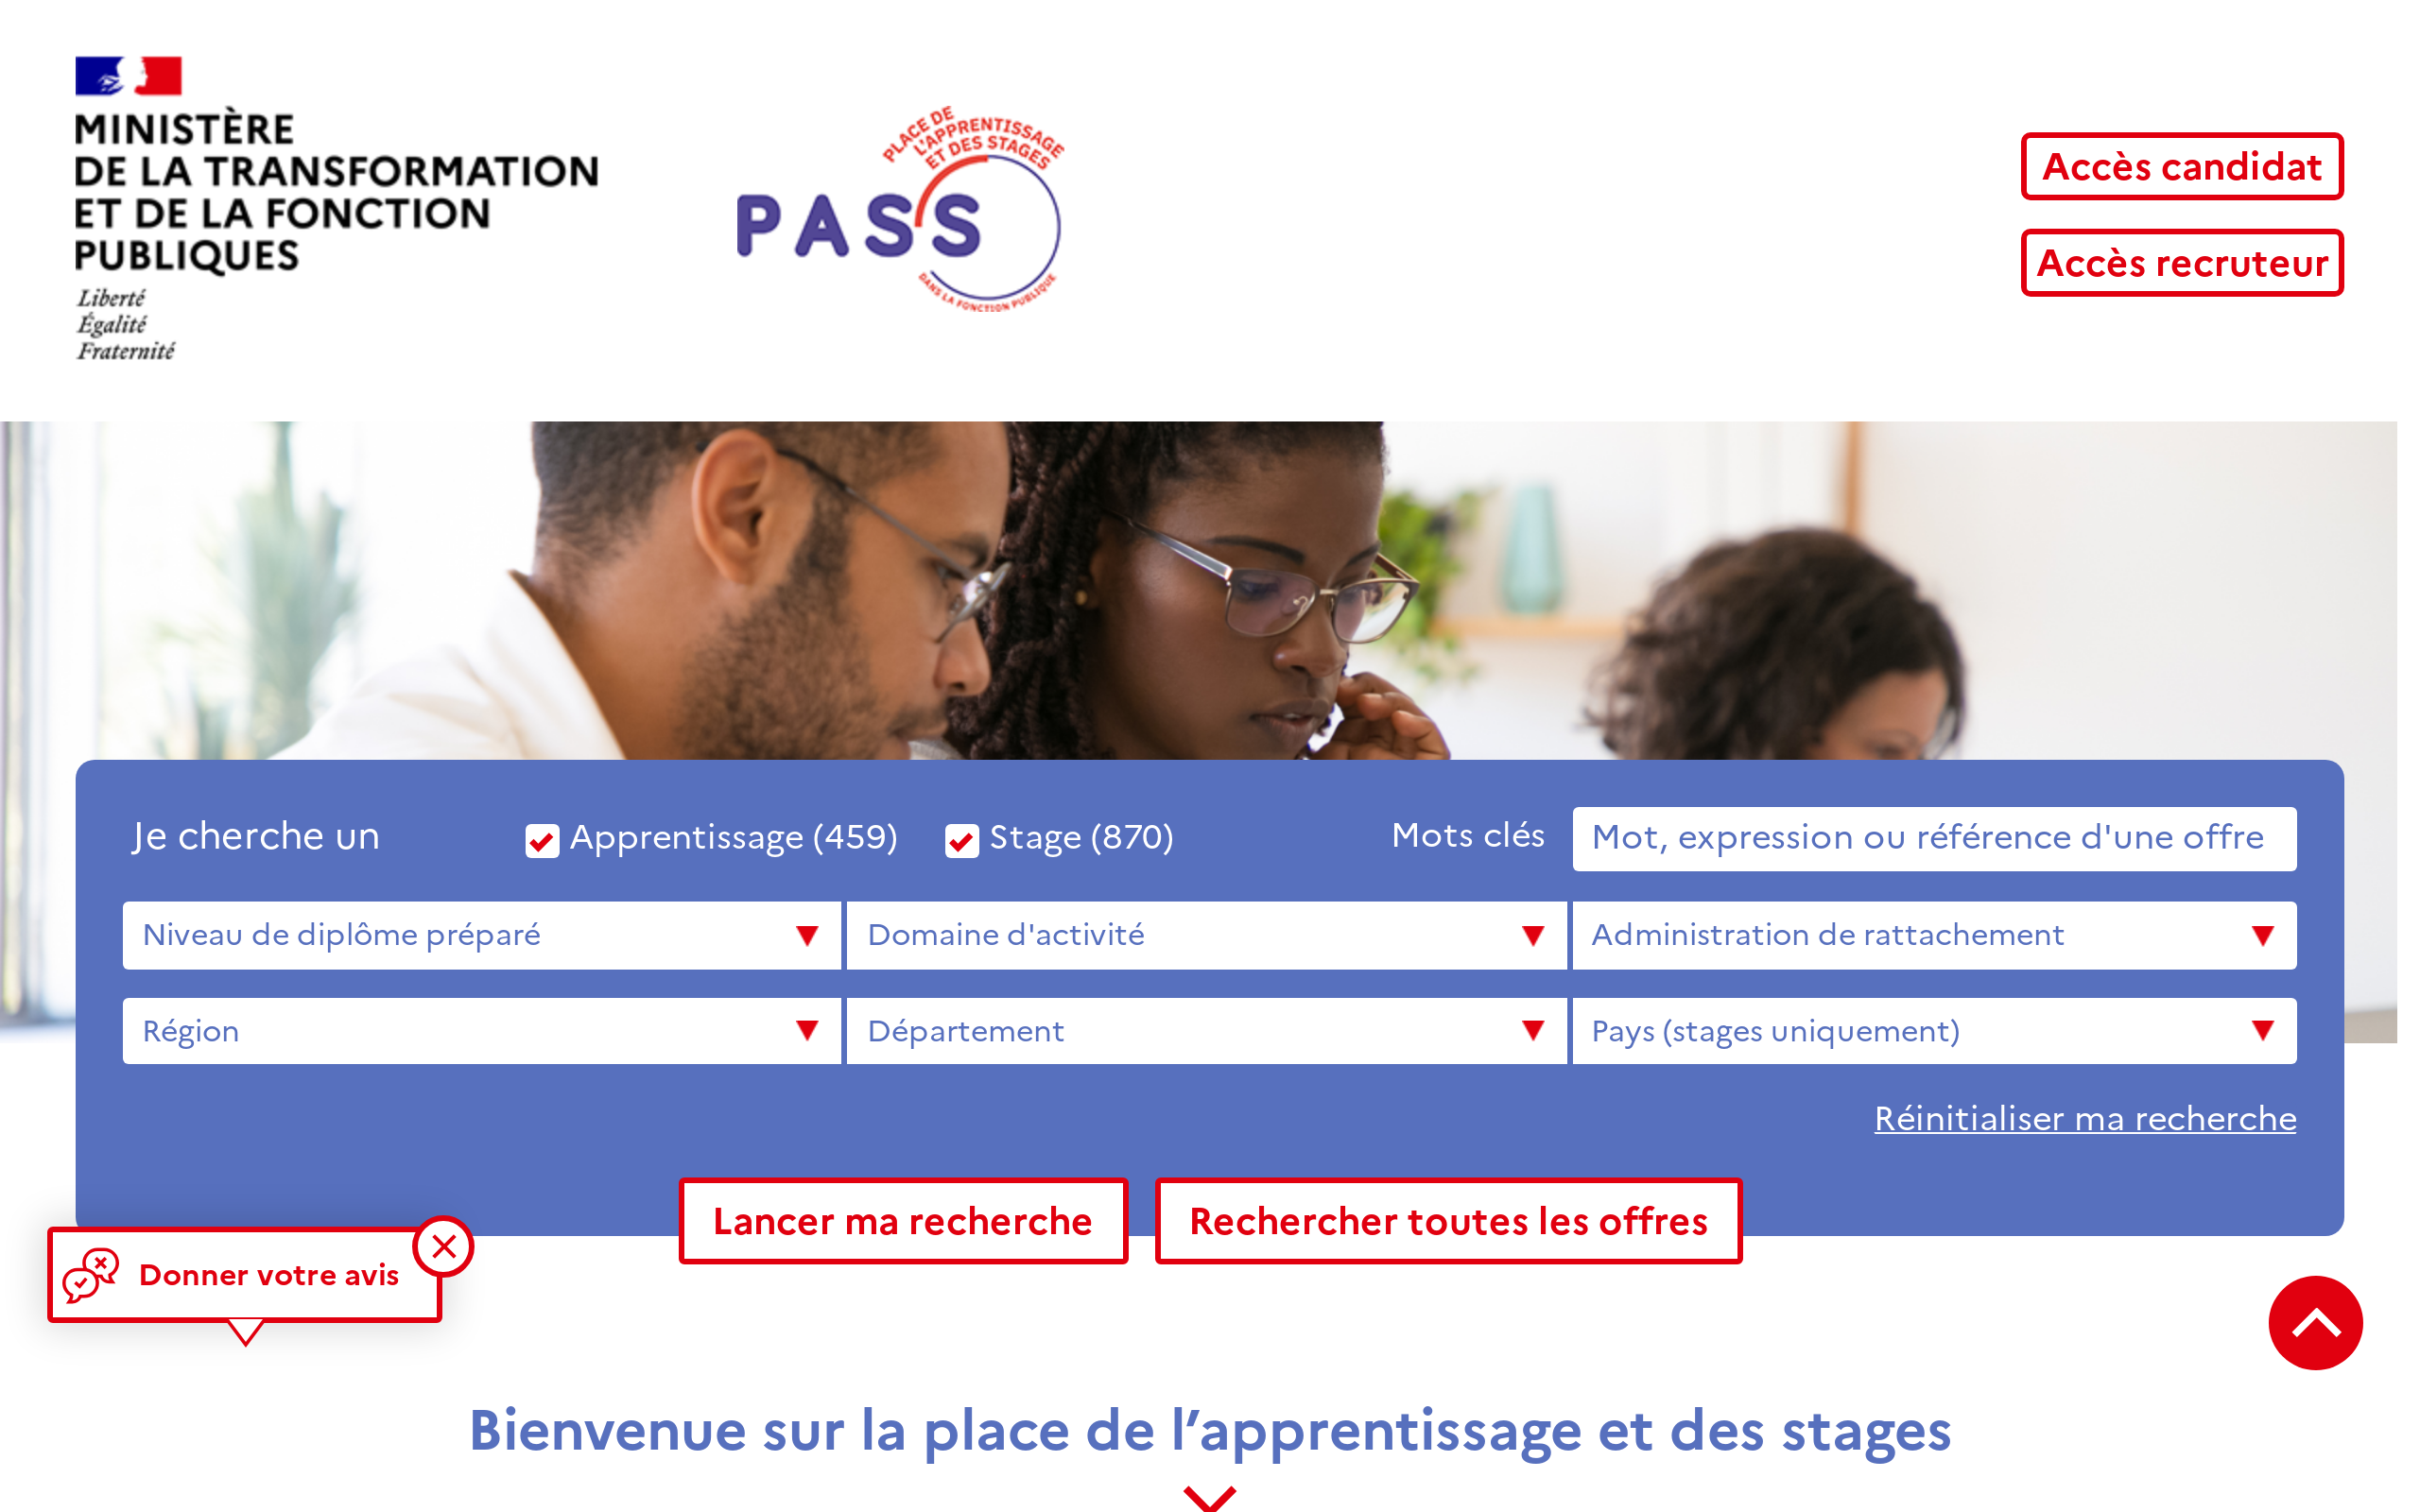 MINISTÈRE
DE LA TRANSFORMATION
ET DE LA FONCTION
PUBLIQUES
Liberté
Égalité
Fraternité
PLACE DE
L'APPRENTISSAGE
ET DES STAGES
PASS
DANS LA FONCTION PUBLIQUE
Accès candidat
Accès recruteur
Je cherche un
Apprentissage (459)
Stage (870)
Mots clés
Mot, expression ou référence d'une offre
Niveau de diplôme préparé
Domaine d'activité
Administration de rattachement
Région
Département
Pays (stages uniquement)
Réinitialiser ma recherche
Lancer ma recherche
Rechercher toutes les offres
Donner votre avis
Bienvenue sur la place de l’apprentissage et des stages